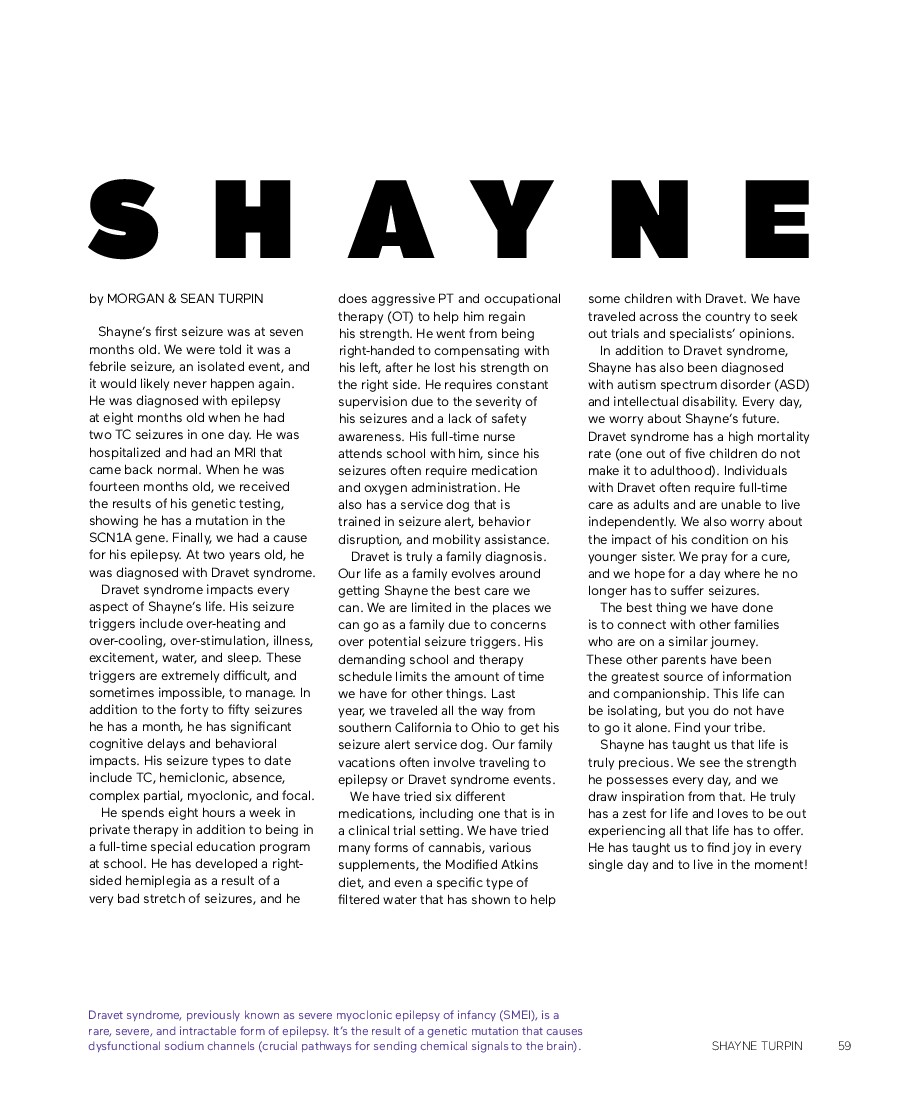 SHAYNE
by MORGAN & SEAN TURPIN
Shayne's first seizure was at seven
months old. We were told it was a
febrile seizure, an isolated event, and
it would likely never happen again.
He was diagnosed with epilepsy
at eight months old when he had
two TC seizures in one day. He was
hospitalized and had an MRI that
came back normal. When he was
fourteen months old, we received
the results of his genetic testing,
showing he has a mutation in the
SCN1A gene. Finally, we had a cause
for his epilepsy. At two years old, he
was diagnosed with Dravet syndrome.
Dravet syndrome impacts every
aspect of Shayne's life. His seizure
triggers include over-heating and
over-cooling, over-stimulation, illness,
excitement, water, and sleep. These
triggers are extremely difficult, and
sometimes impossible, to manage. In
addition to the forty to fifty seizures
he has a month, he has significant
cognitive delays and behavioral
impacts. His seizure types to date
include TC, hemiclonic, absence,
complex partial, myoclonic, and focal.
He spends eight hours a week in
private therapy in addition to being in
a full-time special education program
at school. He has developed a right-
sided hemiplegia as a result of a
very bad stretch of seizures, and he
does aggressive PT and occupational
therapy (OT) to help him regain
his strength. He went from being
right-handed to compensating with
his left, after he lost his strength on
the right side. He requires constant
supervision due to the severity of
his seizures and a lack of safety
awareness. His full-time nurse
attends school with him, since his
seizures often require medication
and oxygen administration. He
also has a service dog that is
trained in seizure alert, behavior
disruption, and mobility assistance.
Dravet is truly a family diagnosis.
Our life as a family evolves around
getting Shayne the best care we
can. We are limited in the places we
can go as a family due to concerns
over potential seizure triggers. His
demanding school and therapy
schedule limits the amount of time
we have for other things. Last
year, we traveled all the way from
southern California to Ohio to get his
seizure alert service dog. Our family
vacations often involve traveling to
epilepsy or Dravet syndrome events.
We have tried six different
medications, including one that is in
a clinical trial setting. We have tried
many forms of cannabis, various
supplements, the Modified Atkins
diet, and even a specific type of
filtered water that has shown to help
some children with Dravet. We have
traveled across the country to seek
out trials and specialists' opinions.
In addition to Dravet syndrome,
Shayne has also been diagnosed
with autism spectrum disorder (ASD)
and intellectual disability. Every day,
we worry about Shayne's future.
Dravet syndrome has a high mortality
rate (one out of five children do not
make it to adulthood). Individuals
with Dravet often require full-time
care as adults and are unable to live
independently. We also worry about
the impact of his condition on his
younger sister. We pray for a cure,
and we hope for a day where he no
longer has to suffer seizures.
The best thing we have done
is to connect with other families
who are on a similar journey.
These other parents have been
the greatest source of information
and companionship. This life can
be isolating, but you do not have
to go it alone. Find your tribe.
Shayne has taught us that life is
truly precious. We see the strength
he possesses every day, and we
draw inspiration from that. He truly
has a zest for life and loves to be out
experiencing all that life has to offer.
He has taught us to find joy in every
single day and to live in the moment!
Dravet syndrome, previously known as severe myoclonic epilepsy of infancy (SMEI), is a
rare, severe, and intractable form of epilepsy. It's the result of a genetic mutation that causes
dysfunctional sodium channels (crucial pathways for sending chemical signals to the brain).
SHAYNE TURPIN 59